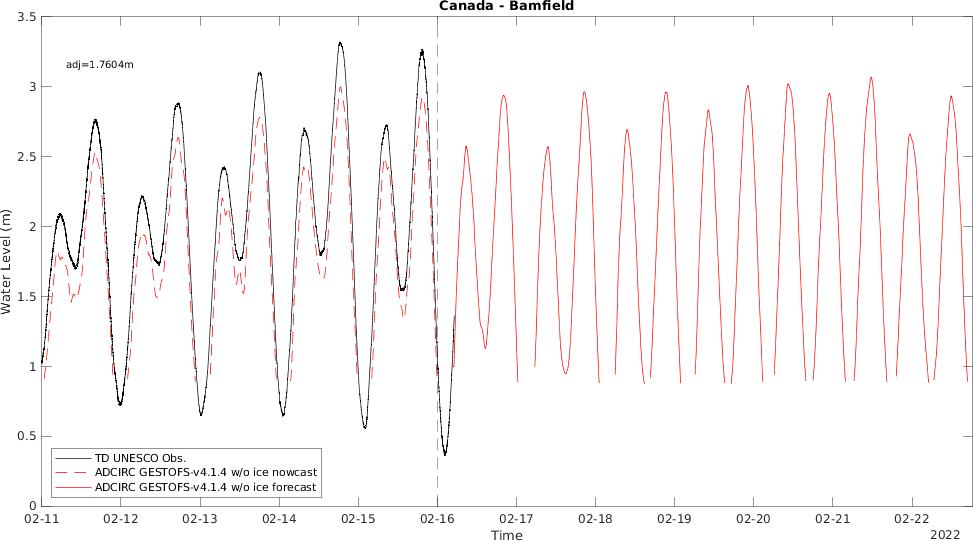 Canada - Bamfield
3.5
adj=1.7604m
3
2.5
2
1.5
1
0.5
0
Water Level (m)
TD UNESCO Obs.
ADCIRC GESTOFS-v4.1.4 w/o ice nowcast
ADCIRC GESTOFS-v4.1.4 w/o ice forecast
02-11 02-12 02-13 02-14 02-15 02-16 02-17 02-18 02-19 02-20 02-21 02-22
Time
2022